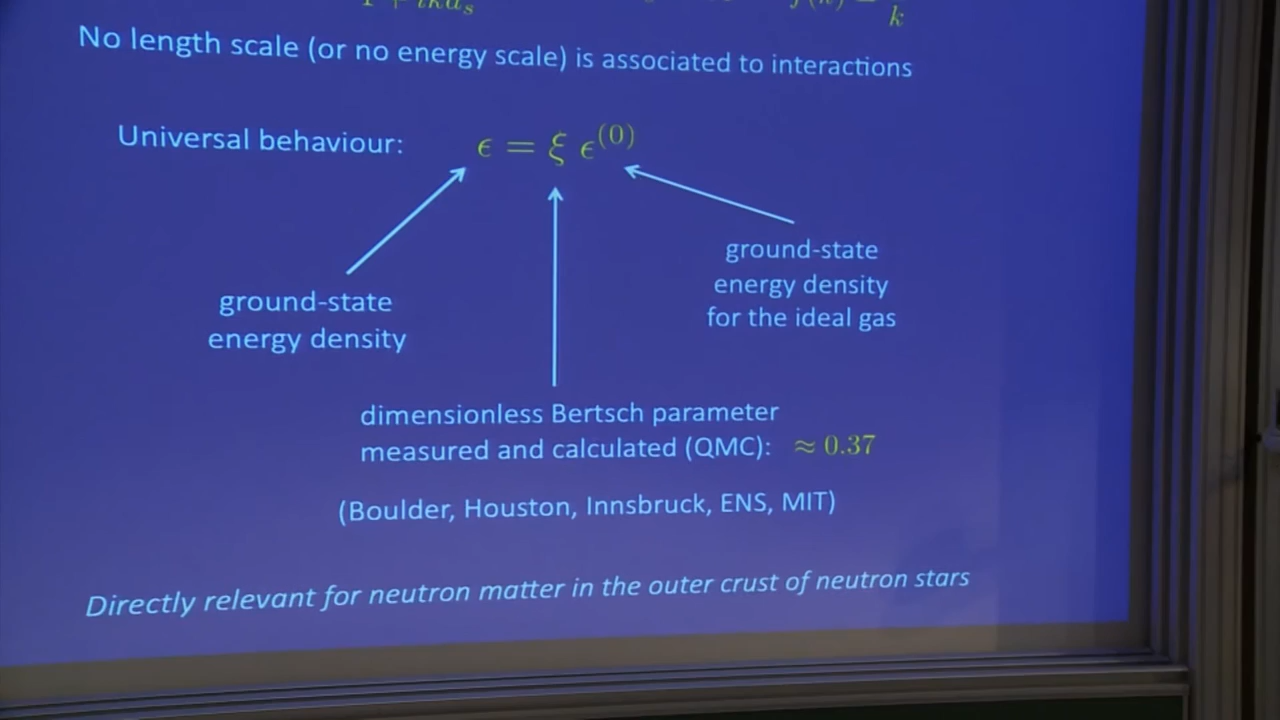 k
No length scale (or no energy scale) is associated to interactions
Universal behaviour: ϵ = ξ ϵ(0)
ground-state
energy density
for the ideal gas
ground-state
energy density
dimensionless Bertsch parameter
measured and calculated (QMC): ≈ 0.37
(Boulder, Houston, Innsbruck, ENS, MIT)
Directly relevant for neutron matter in the outer crust of neutron stars